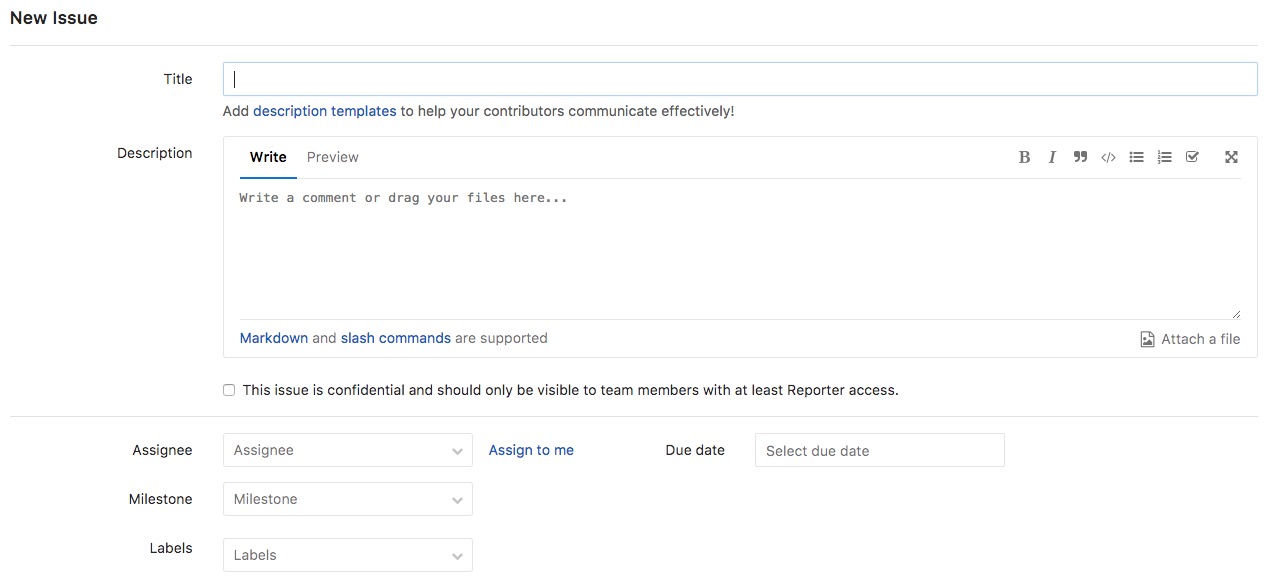 New Issue
Title
Add description templates to help your contributors communicate effectively!
Description
Write Preview
B I
Write a comment or drag your files here...
Markdown and slash commands are supported
Attach a file
This issue is confidential and should only be visible to team members with at least Reporter access.
Assignee Assignee Assign to me Due date Select due date
Milestone Milestone
Labels Labels